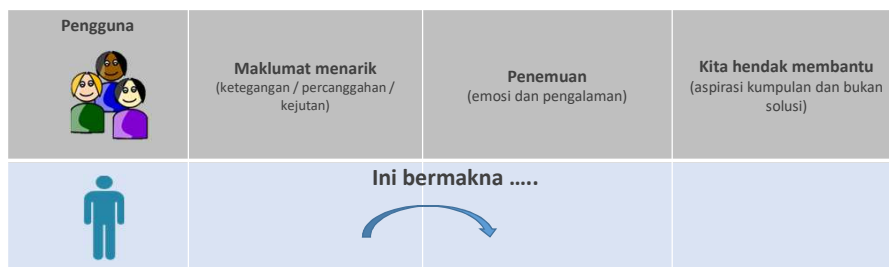 Pengguna
Maklumat menarik
(ketegangan / percanggahan /
kejutan)
Penemuan
(emosi dan pengalaman)
Kita hendak membantu
(aspirasi kumpulan dan bukan
solusi)
Ini bermakna .....